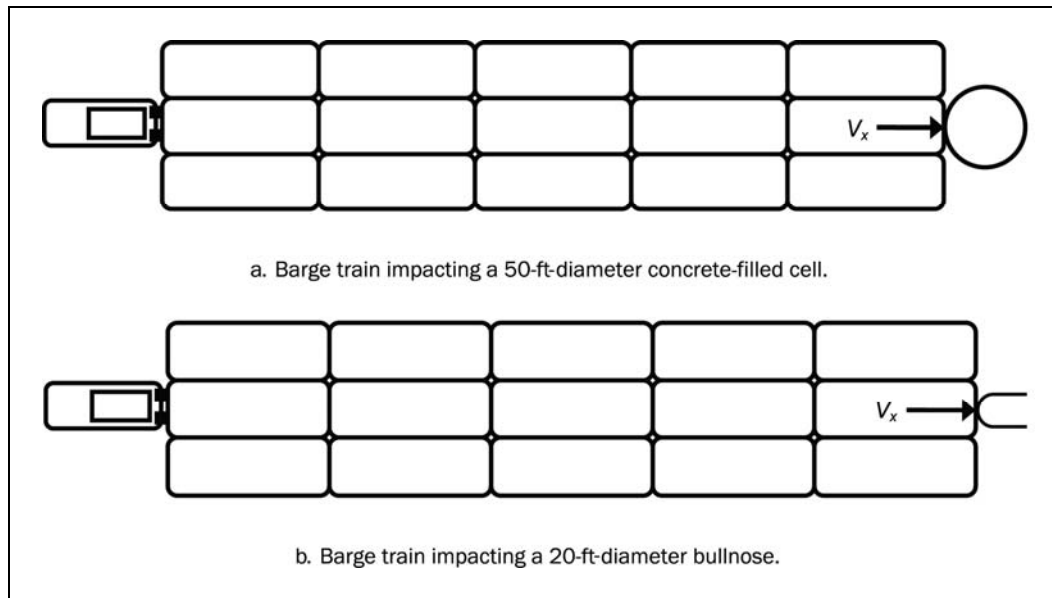 Vx
a. Barge train impacting a 50-ft-diameter concrete-filled cell.
Vx
b. Barge train impacting a 20-ft-diameter bullnose.